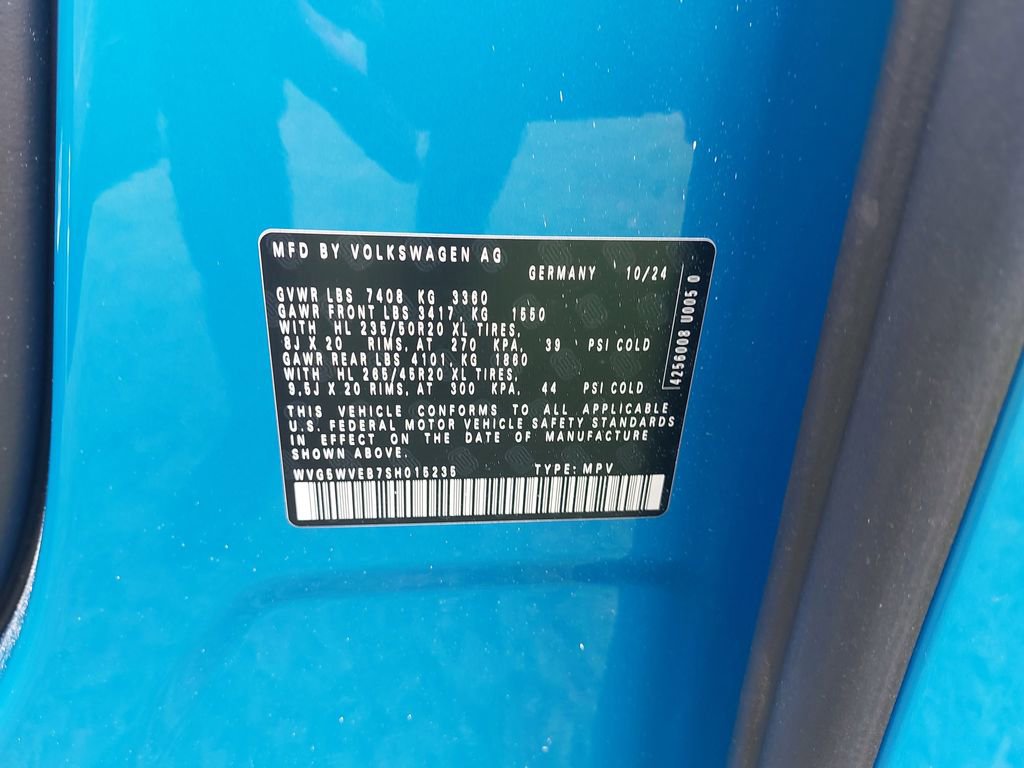 MFD BY VOLKSWAGEN AG
GERMANY 10/24
GVWR LBS 7408 KG 3360
GAWR FRONT LBS 3417, KG 1550
WITH HL 235/50R20 XL TIRES,
8J X 20 RIMS, AT 270 KPA, 39 PSI COLD
GAWR REAR LBS 4101, KG 1860
WITH HL 265/45R20 XL TIRES,
9,5J X 20 RIMS, AT 300 KPA, 44 PSI COLD
THIS VEHICLE CONFORMS TO ALL APPLICABLE
U.S. FEDERAL MOTOR VEHICLE SAFETY STANDARDS
IN EFFECT ON THE DATE OF MANUFACTURE
SHOWN ABOVE.
WVG5WVEB7SH015235 TYPE: MPV
4256008 U005 0